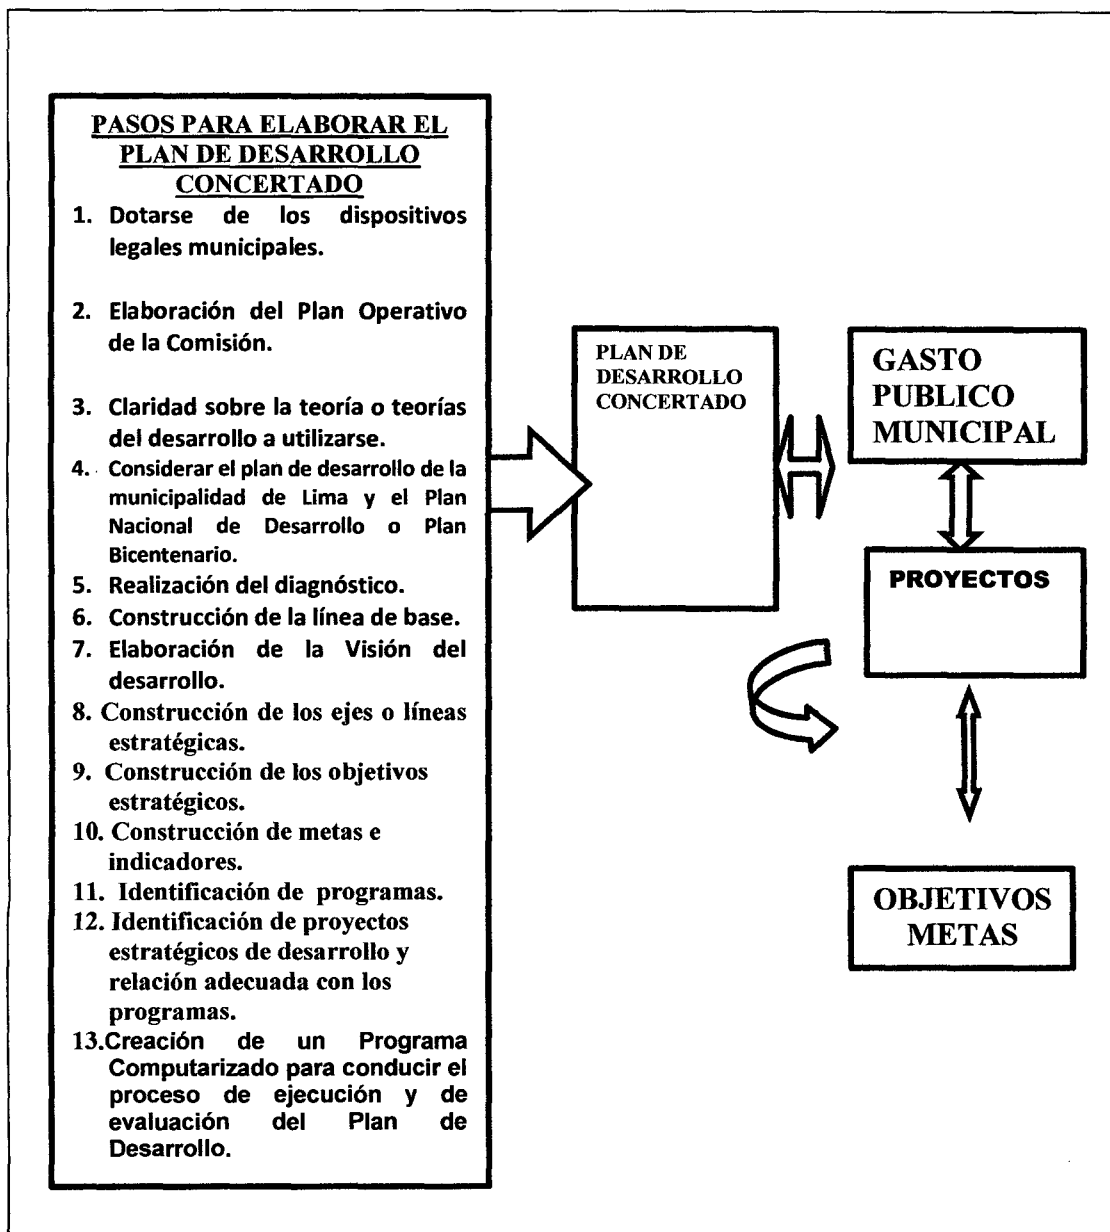 PASOS PARA ELABORAR EL
PLAN DE DESARROLLO
CONCERTADO
1. Dotarse de los dispositivos
legales municipales.
2. Elaboración del Plan Operativo
de la Comisión.
3. Claridad sobre la teoría o teorías
del desarrollo a utilizarse.
4. Considerar el plan de desarrollo de la
municipalidad de Lima y el Plan
Nacional de Desarrollo o Plan
Bicentenario.
5. Realización del diagnóstico.
6. Construcción de la línea de base.
7. Elaboración de la Visión del
desarrollo.
8. Construcción de los ejes o líneas
estratégicas.
9. Construcción de los objetivos
estratégicos.
10. Construcción de metas e
indicadores.
11. Identificación de programas.
12. Identificación de proyectos
estratégicos de desarrollo y
relación adecuada con los
programas.
13.Creación de un Programa
Computarizado para conducir el
proceso de ejecución y de
evaluación del Plan de
Desarrollo.
PLAN DE
DESARROLLO
CONCERTADO
GASTO
PUBLICO
MUNICIPAL
PROYECTOS
OBJETIVOS
METAS